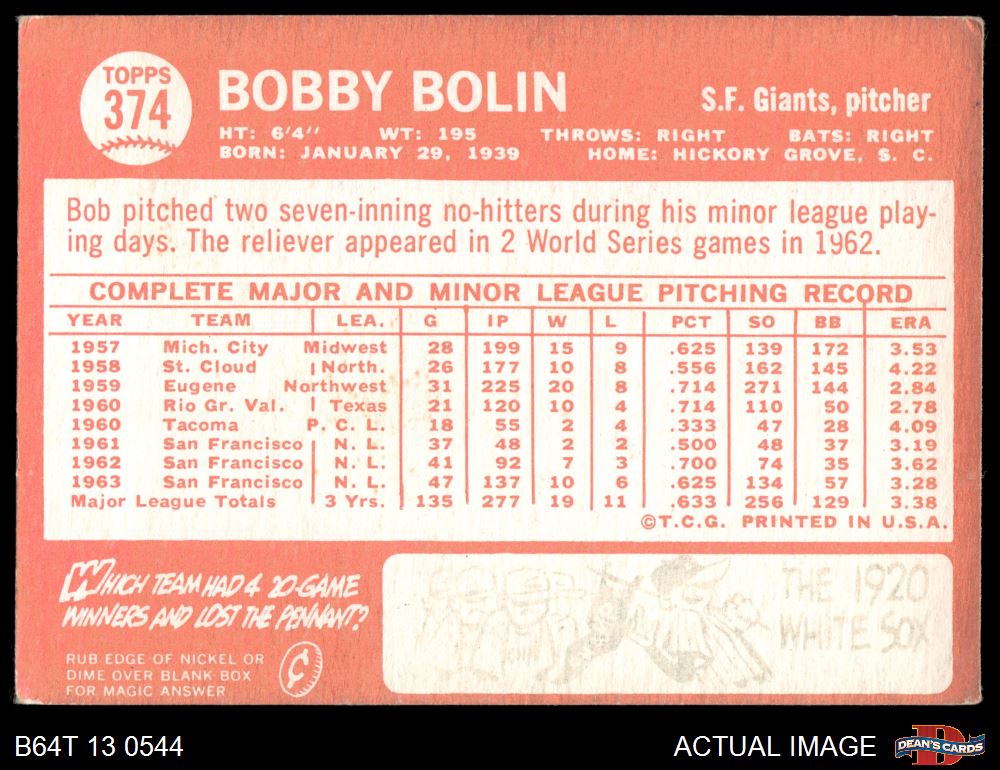 TOPPS
374
BOBBY BOLIN
S.F. Giants, pitcher
HT: 6'4" WT: 195 THROWS: RIGHT BATS: RIGHT
BORN: JANUARY 29, 1939 HOME: HICKORY GROVE, S. C.
Bob pitched two seven-inning no-hitters during his minor league play-
ing days. The reliever appeared in 2 World Series games in 1962.
COMPLETE MAJOR AND MINOR LEAGUE PITCHING RECORD
YEAR TEAM LEA. G IP W L PCT SO BB ERA
1957 Mich. City Midwest 28 199 15 9 .625 139 172 3.53
1958 St. Cloud North. 26 177 10 8 .556 162 145 4.22
1959 Eugene Northwest 31 225 20 8 .714 271 144 2.84
1960 Rio Gr. Val. Texas 21 120 10 4 .714 110 50 2.78
1960 Tacoma P. C. L. 18 55 2 4 .333 47 28 4.09
1961 San Francisco N. L. 37 48 2 2 .500 48 37 3.19
1962 San Francisco N. L. 41 92 7 3 .700 74 35 3.62
1963 San Francisco N. L. 47 137 10 6 .625 134 57 3.28
Major League Totals 3 Yrs. 135 277 19 11 .633 256 129 3.38
©T.C.G. PRINTED IN U.S.A.
WHICH TEAM HAD 4 20-GAME
WINNERS AND LOST THE PENNANT?
RUB EDGE OF NICKEL OR
DIME OVER BLANK BOX
FOR MAGIC ANSWER
¢
THE 1920
WHITE SOX
B64T 13 0544
ACTUAL IMAGE
DEAN'S CARDS